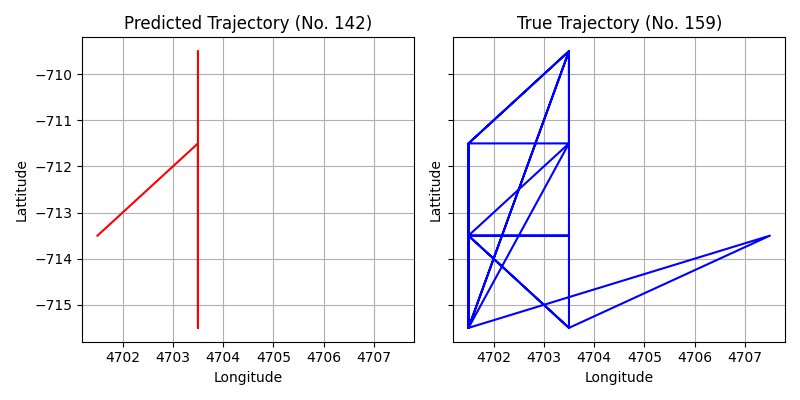 Predicted Trajectory (No. 142)
True Trajectory (No. 159)
Lattitude
−710
−711
−712
−713
−714
−715
4702 4703 4704 4705 4706 4707
Longitude
Lattitude
4702 4703 4704 4705 4706 4707
Longitude